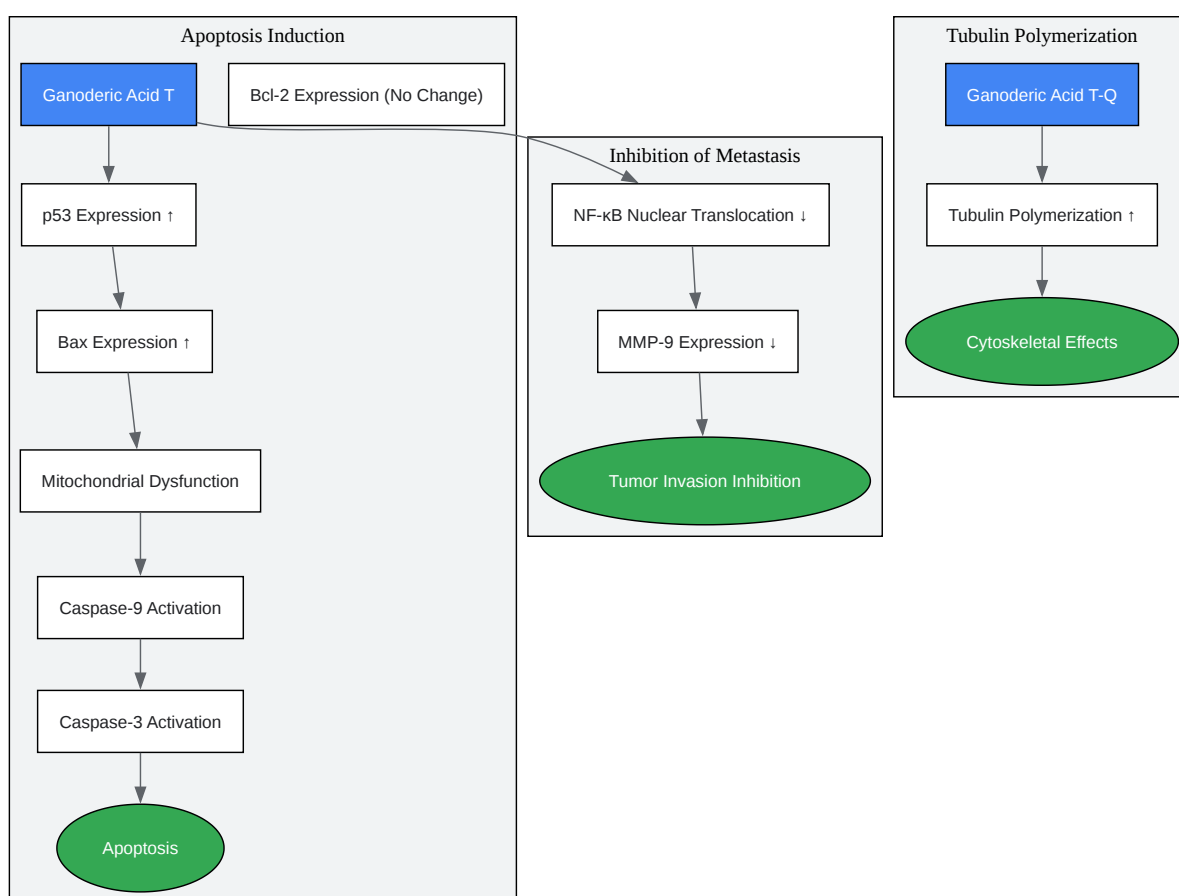 Apoptosis Induction
Ganoderic Acid T
Bcl-2 Expression (No Change)
p53 Expression ↑
Bax Expression ↑
Mitochondrial Dysfunction
Caspase-9 Activation
Caspase-3 Activation
Apoptosis
Inhibition of Metastasis
NF-κB Nuclear Translocation ↓
MMP-9 Expression ↓
Tumor Invasion Inhibition
Tubulin Polymerization
Ganoderic Acid T-Q
Tubulin Polymerization ↑
Cytoskeletal Effects